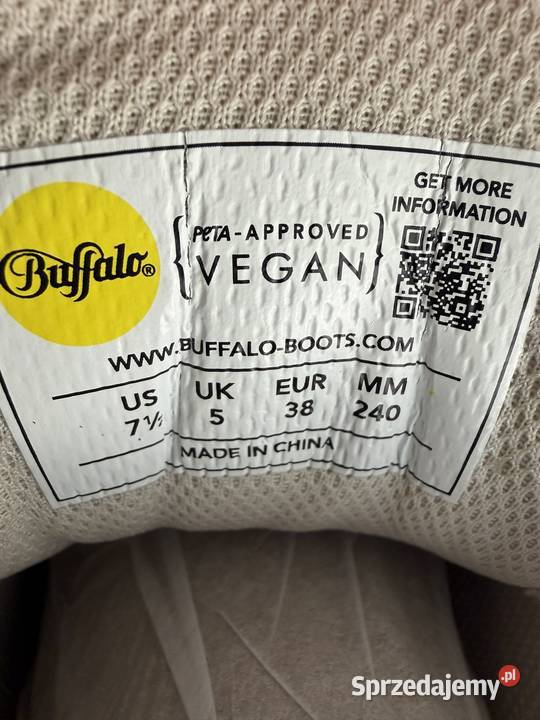 Buffalo®
{PETA-APPROVED
VEGAN}
GET MORE
INFORMATION
WWW.BUFFALO-BOOTS.COM
US UK EUR MM
7½ 5 38 240
MADE IN CHINA
Sprzedajemy.pl